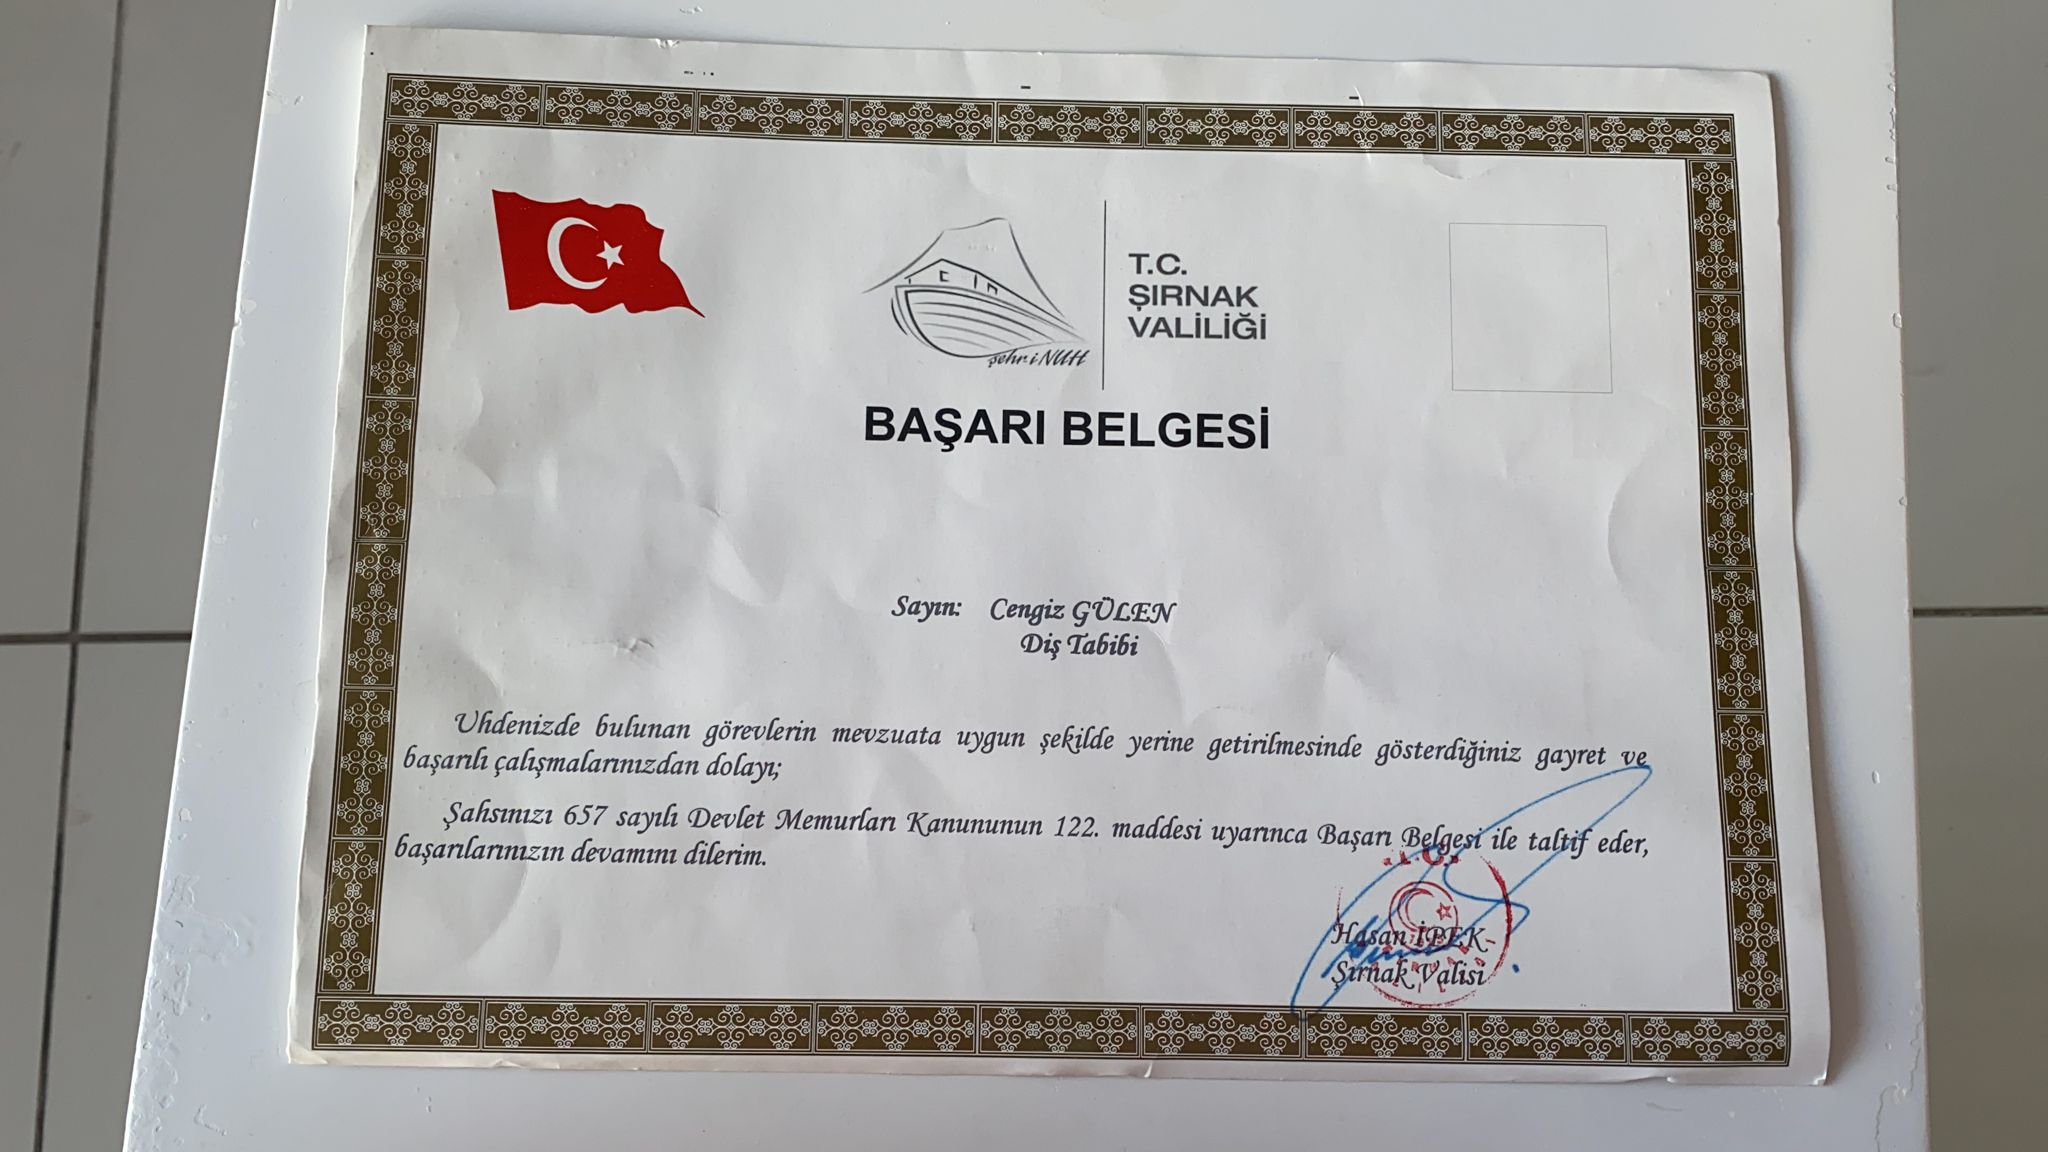 şehr-i NUH
T.C.
ŞIRNAK
VALİLİĞİ
BAŞARI BELGESİ
Sayın: Cengiz GÜLEN
Diş Tabibi
Uhdenizde bulunan görevlerin mevzuata uygun şekilde yerine getirilmesinde gösterdiğiniz gayret ve
başarılı çalışmalarınızdan dolayı;
Şahsınızı 657 sayılı Devlet Memurları Kanununun 122. maddesi uyarınca Başarı Belgesi ile taltif eder,
başarılarınızın devamını dilerim.
T.C.
Hasan İPEK
Şırnak Valisi